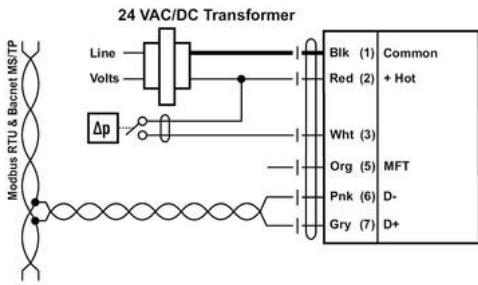 24 VAC/DC Transformer
Line
Volts
Δp
Modbus RTU & Bacnet MS/TP
Blk (1) Common
Red (2) + Hot
Wht (3)
Org (5) MFT
Pnk (6) D-
Gry (7) D+